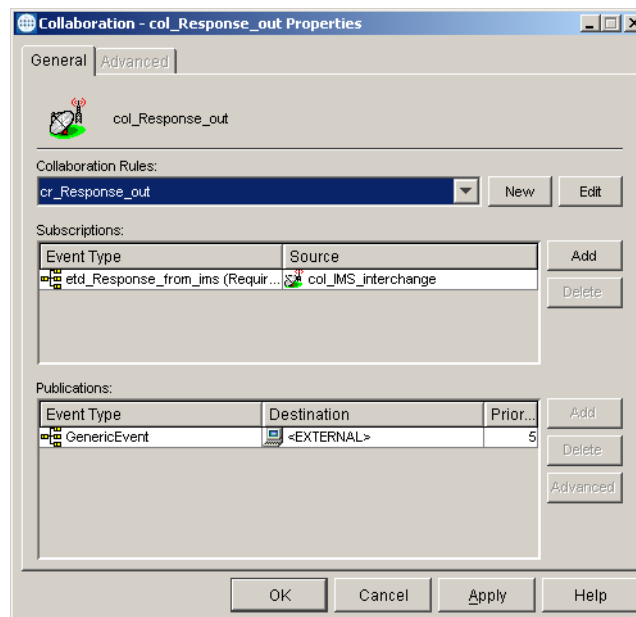 Collaboration - col_Response_out Properties
General Advanced
col_Response_out
Collaboration Rules:
cr_Response_out New Edit
Subscriptions:
Event Type Source Add
etd_Response_from_ims (Requir... col_IMS_interchange
Delete
Publications:
Event Type Destination Prior... Add
GenericEvent <EXTERNAL> 5
Delete
Advanced
OK Cancel Apply Help